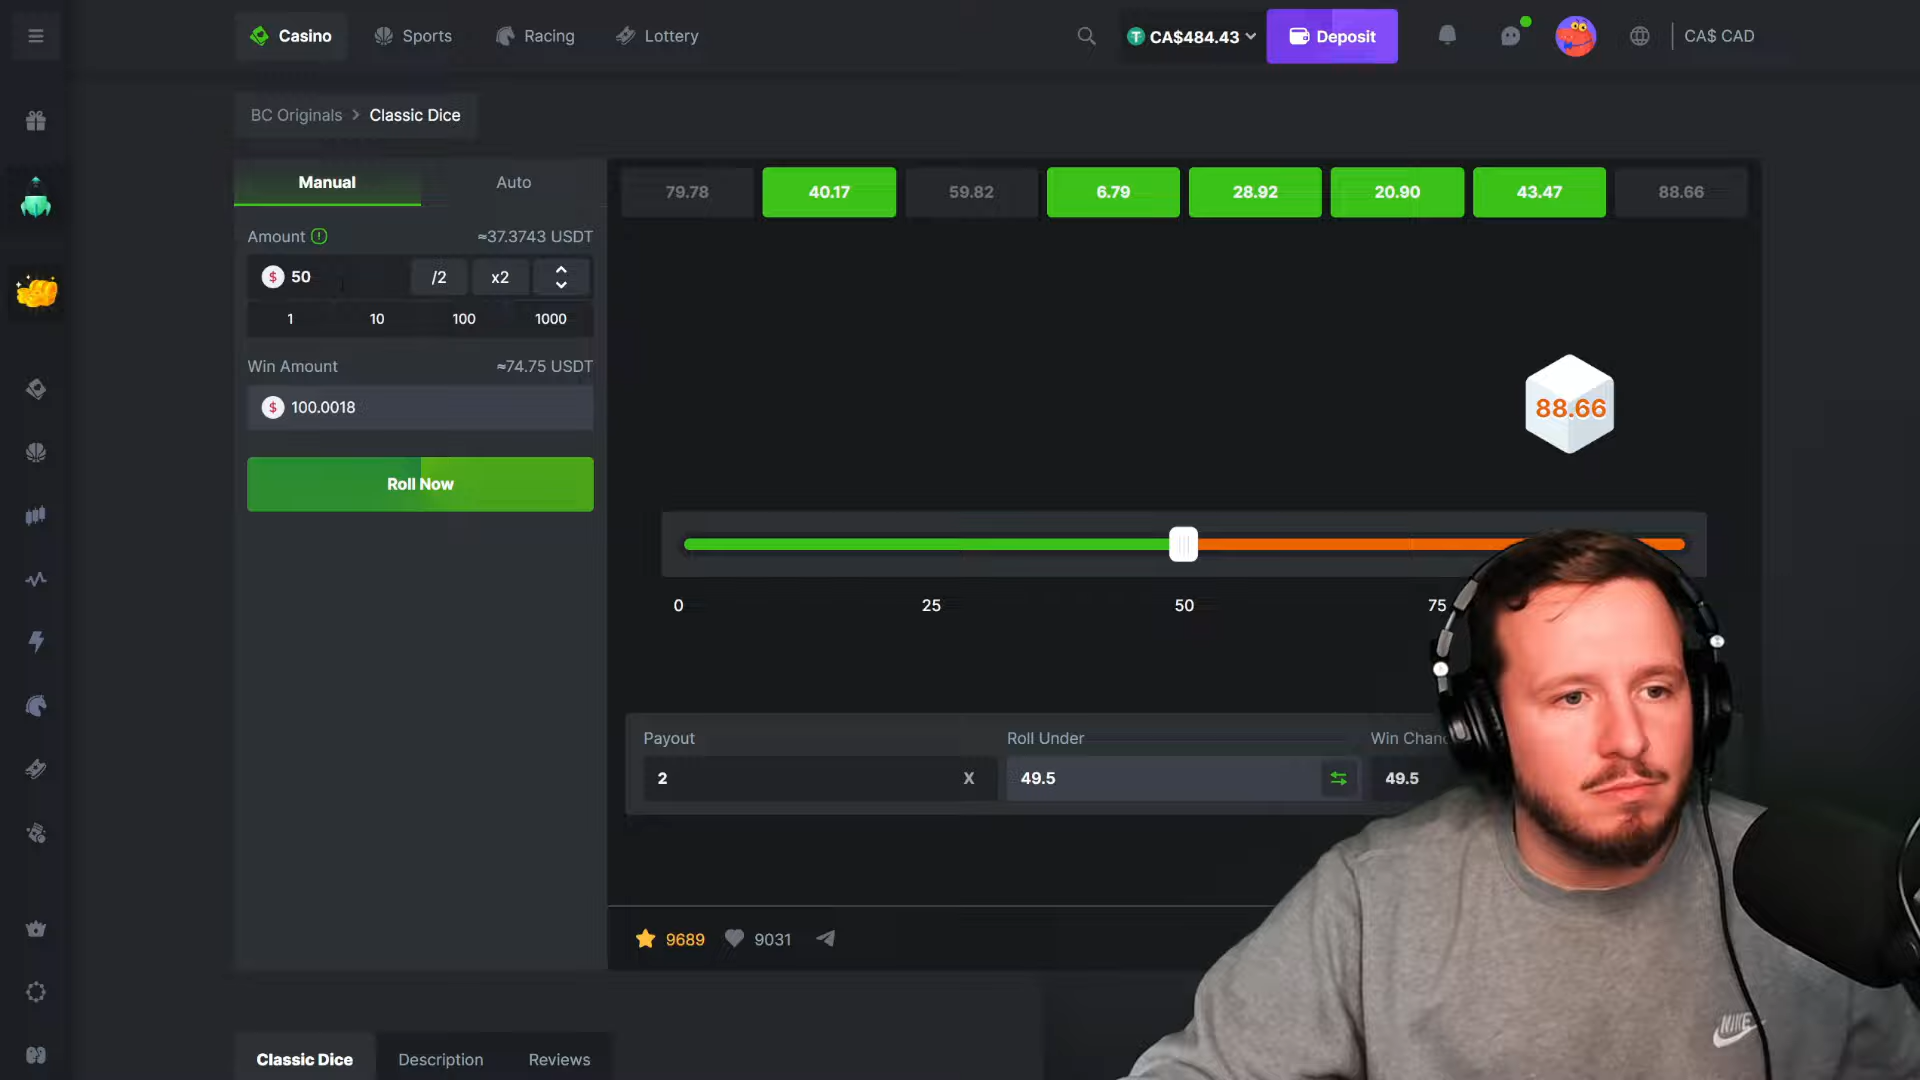 Casino Sports Racing Lottery CA$484.43 Deposit CA$ CAD
BC Originals > Classic Dice
Manual Auto
79.78 40.17 59.82 6.79 28.92 20.90 43.47 88.66
Amount ≈37.3743 USDT
$ 50 /2 x2
1 10 100 1000
Win Amount ≈74.75 USDT
$ 100.0018
88.66
Roll Now
0 25 50 75
Payout Roll Under Win
2 X 49.5 49.5
9689 9031
NIKE
Classic Dice Description Reviews